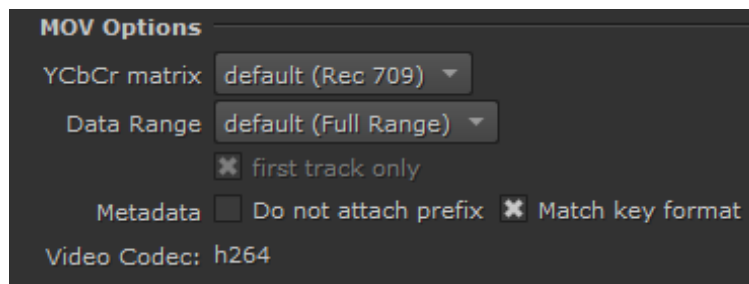 MOV Options
YCbCr matrix default (Rec 709)
Data Range default (Full Range)
first track only
Metadata Do not attach prefix Match key format
Video Codec: h264